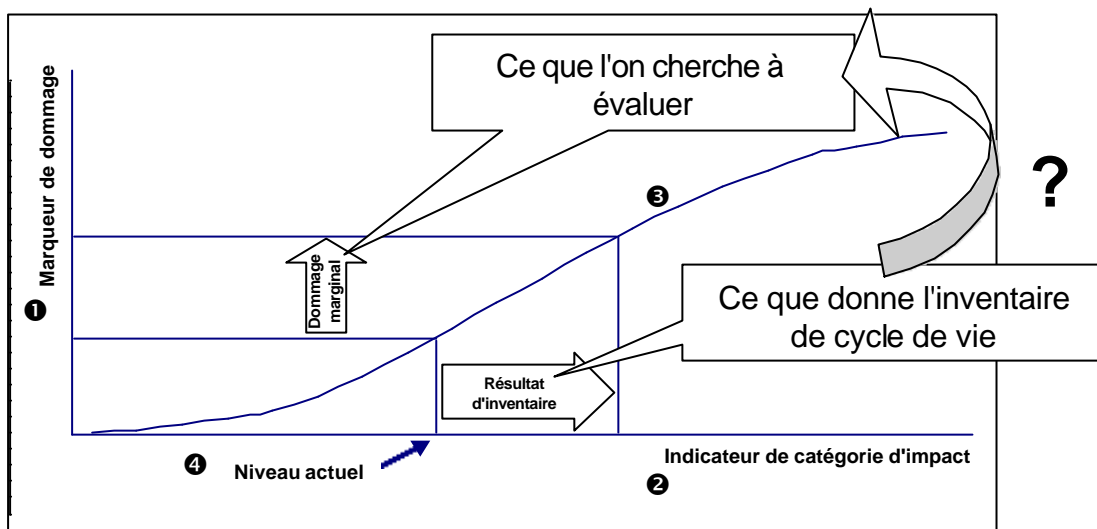 Ce que l'on cherche à
évaluer
Marqueur de dommage
❶
❸
?
Dommage
marginal
Ce que donne l'inventaire
de cycle de vie
Résultat
d'inventaire
❹
Niveau actuel
Indicateur de catégorie d'impact
❷